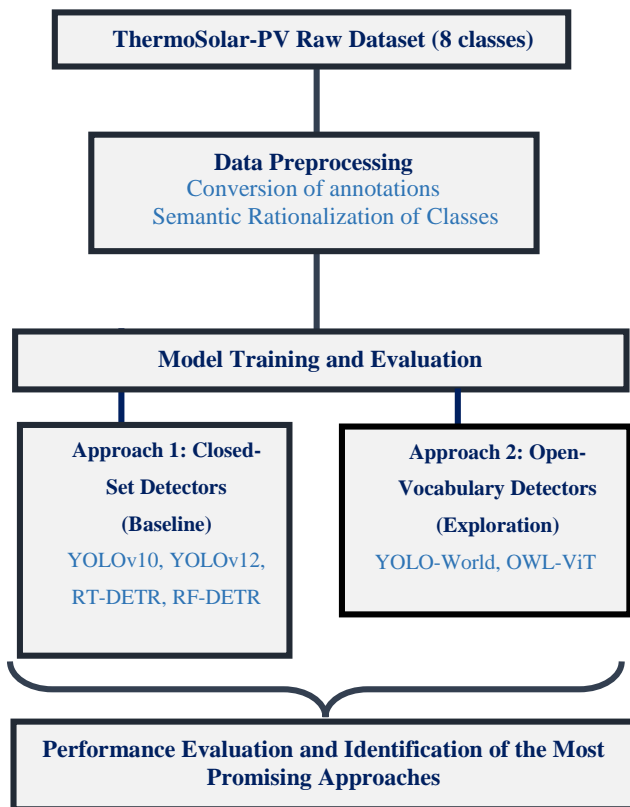 ThermoSolar-PV Raw Dataset (8 classes)
Data Preprocessing
Conversion of annotations
Semantic Rationalization of Classes
Model Training and Evaluation
Approach 1: Closed-
Set Detectors
(Baseline)
YOLOv10, YOLOv12,
RT-DETR, RF-DETR
Approach 2: Open-
Vocabulary Detectors
(Exploration)
YOLO-World, OWL-ViT
Performance Evaluation and Identification of the Most
Promising Approaches